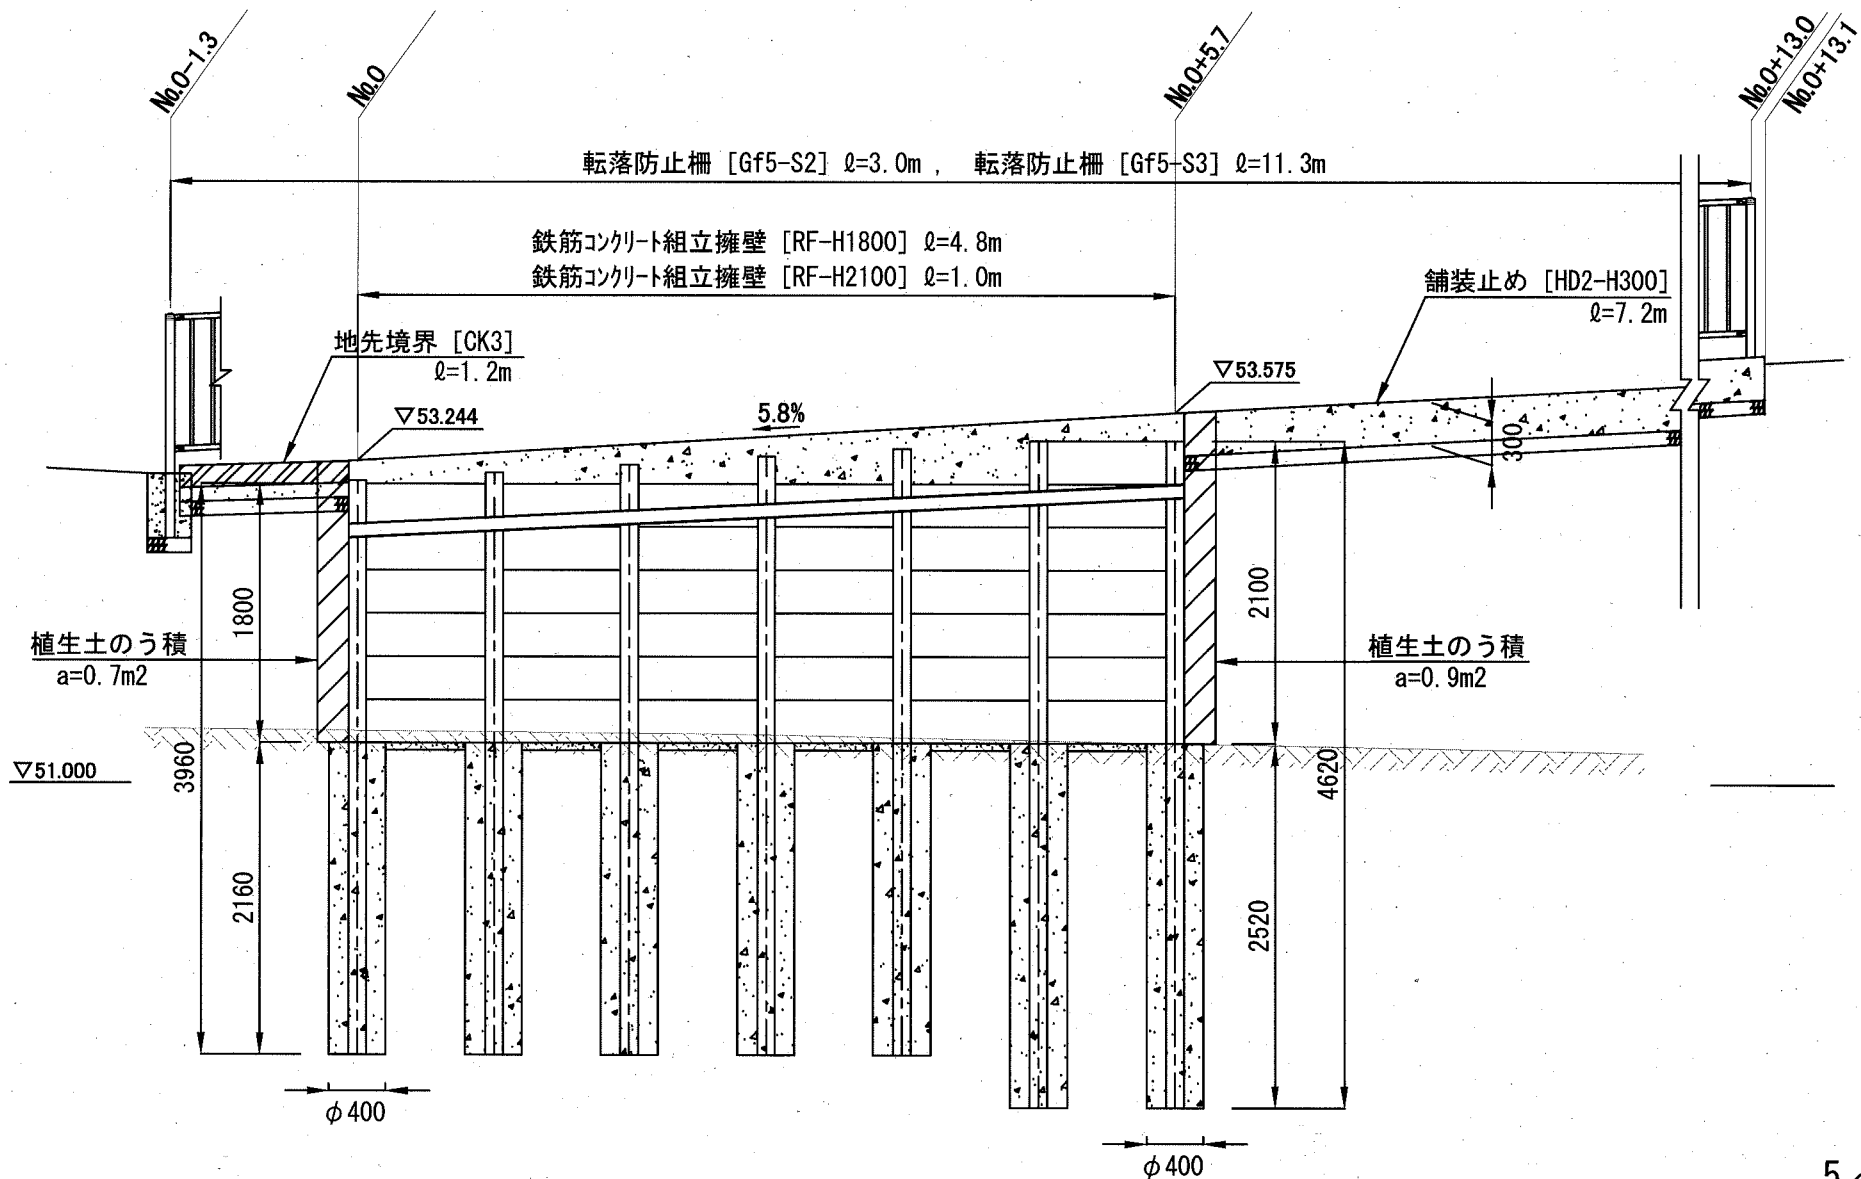 No.0-1.3
No.0
No.0+5.7
No.0+13.0
No.0+13.1
転落防止柵 [Gf5-S2] ℓ=3.0m , 転落防止柵 [Gf5-S3] ℓ=11.3m
鉄筋コンクリート組立擁壁 [RF-H1800] ℓ=4.8m
鉄筋コンクリート組立擁壁 [RF-H2100] ℓ=1.0m
舗装止め [HD2-H300]
ℓ=7.2m
地先境界 [CK3]
ℓ=1.2m
▽53.575
▽53.244
5.8%
300
1800
2100
植生土のう積
a=0.7m2
植生土のう積
a=0.9m2
▽51.000
3960
4620
2160
2520
φ400
φ400
5